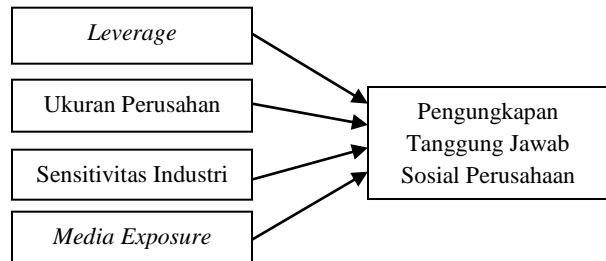 Leverage
Ukuran Perusahan
Sensitivitas Industri
Media Exposure
Pengungkapan
Tanggung Jawab
Sosial Perusahaan